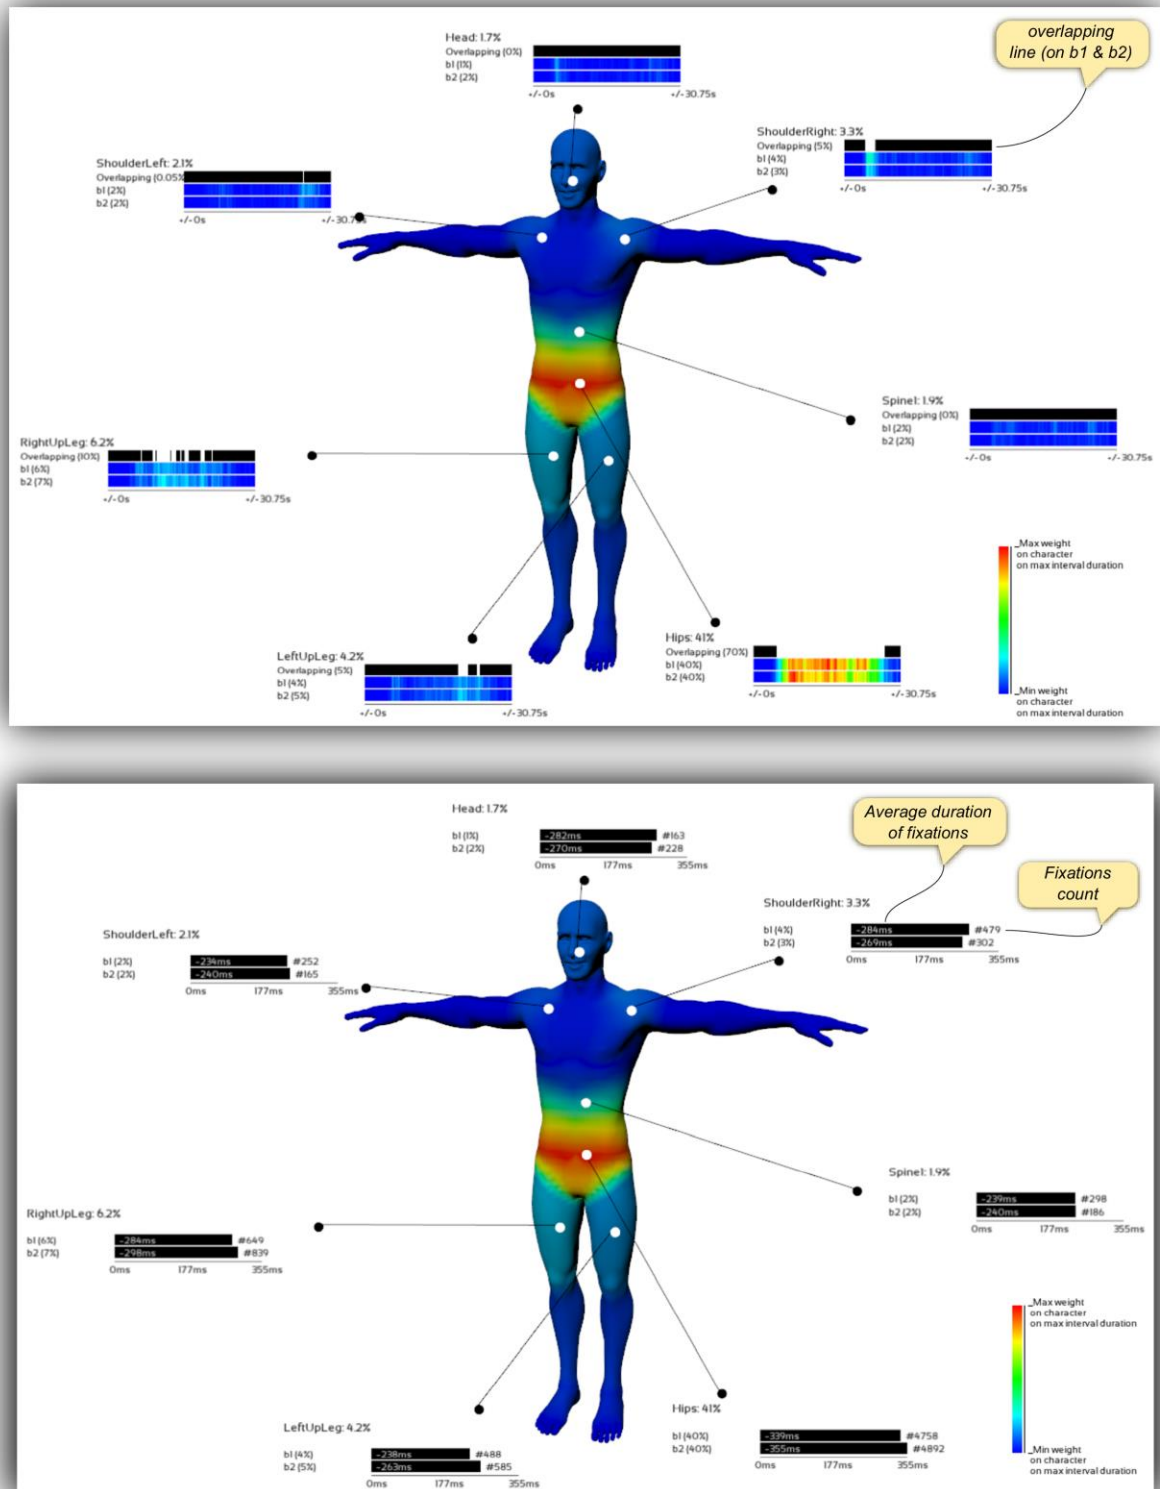 overlapping
line (on b1 & b2)
Head: 1.7%
Overlapping (0%)
b1 (1%)
b2 (2%)
+/-0s +/-30.75s
ShoulderRight: 3.3%
Overlapping (5%)
b1 (4%)
b2 (3%)
+/-0s +/-30.75s
ShoulderLeft: 2.1%
Overlapping (0.05%
b1 (2%)
b2 (2%)
+/-0s +/-30.75s
Spine1: 1.9%
Overlapping (0%)
b1 (2%)
b2 (2%)
+/-0s +/-30.75s
RightUpLeg: 6.2%
Overlapping (10%)
b1 (6%)
b2 (7%)
+/-0s +/-30.75s
LeftUpLeg: 4.2%
Overlapping (5%)
b1 (4%)
b2 (5%)
+/-0s +/-30.75s
Hips: 41%
Overlapping (70%)
b1 (40%)
b2 (40%)
+/-0s +/-30.75s
_Max weight
on character
on max interval duration
_Min weight
on character
on max interval duration
Head: 1.7%
b1 (1%) -282ms #163
b2 (2%) -270ms #228
0ms 177ms 355ms
Average duration
of fixations
Fixations
count
ShoulderRight: 3.3%
b1 (4%) -284ms #479
b2 (3%) -269ms #302
0ms 177ms 355ms
ShoulderLeft: 2.1%
b1 (2%) -234ms #252
b2 (2%) -240ms #165
0ms 177ms 355ms
Spine1: 1.9%
b1 (2%) -239ms #298
b2 (2%) -240ms #186
0ms 177ms 355ms
RightUpLeg: 6.2%
b1 (6%) -284ms #649
b2 (7%) -298ms #839
0ms 177ms 355ms
LeftUpLeg: 4.2%
b1 (4%) -238ms #488
b2 (5%) -263ms #585
0ms 177ms 355ms
Hips: 41%
b1 (40%) -339ms #4758
b2 (40%) -355ms #4892
0ms 177ms 355ms
_Max weight
on character
on max interval duration
_Min weight
on character
on max interval duration